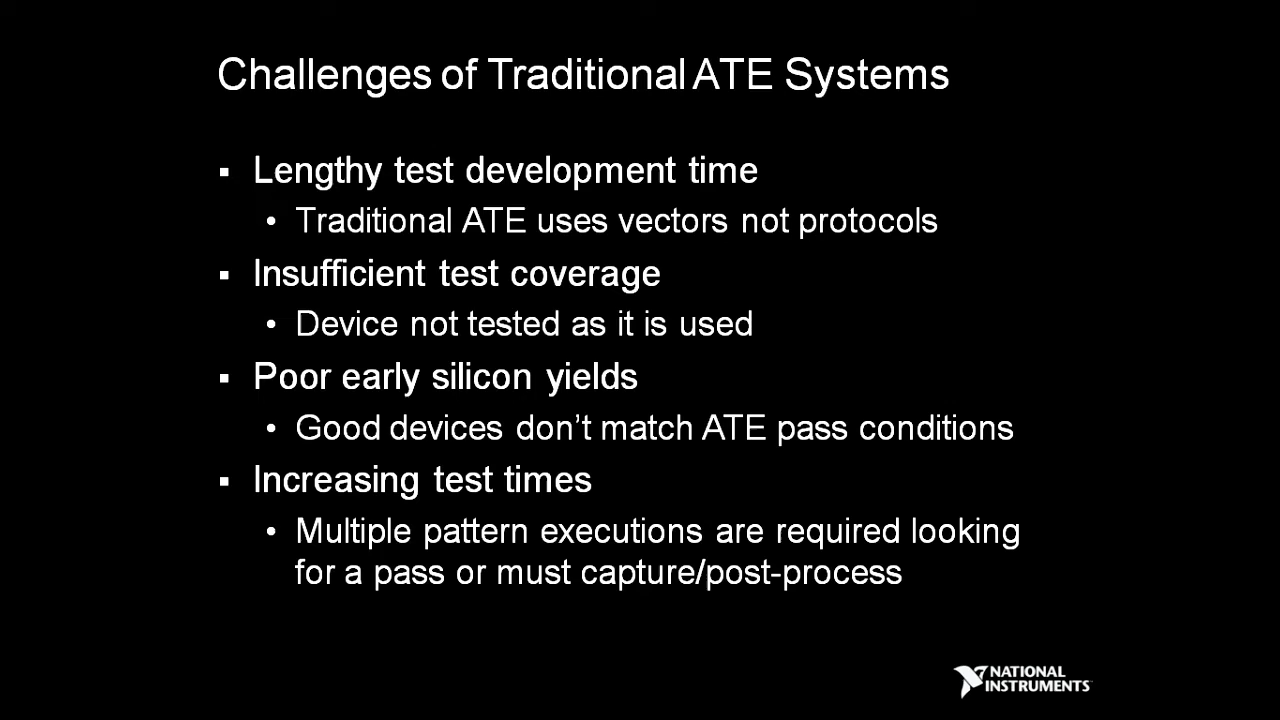 Challenges of Traditional ATE Systems
▪ Lengthy test development time
• Traditional ATE uses vectors not protocols
▪ Insufficient test coverage
• Device not tested as it is used
▪ Poor early silicon yields
• Good devices don’t match ATE pass conditions
▪ Increasing test times
• Multiple pattern executions are required looking
for a pass or must capture/post-process
NATIONAL
INSTRUMENTS